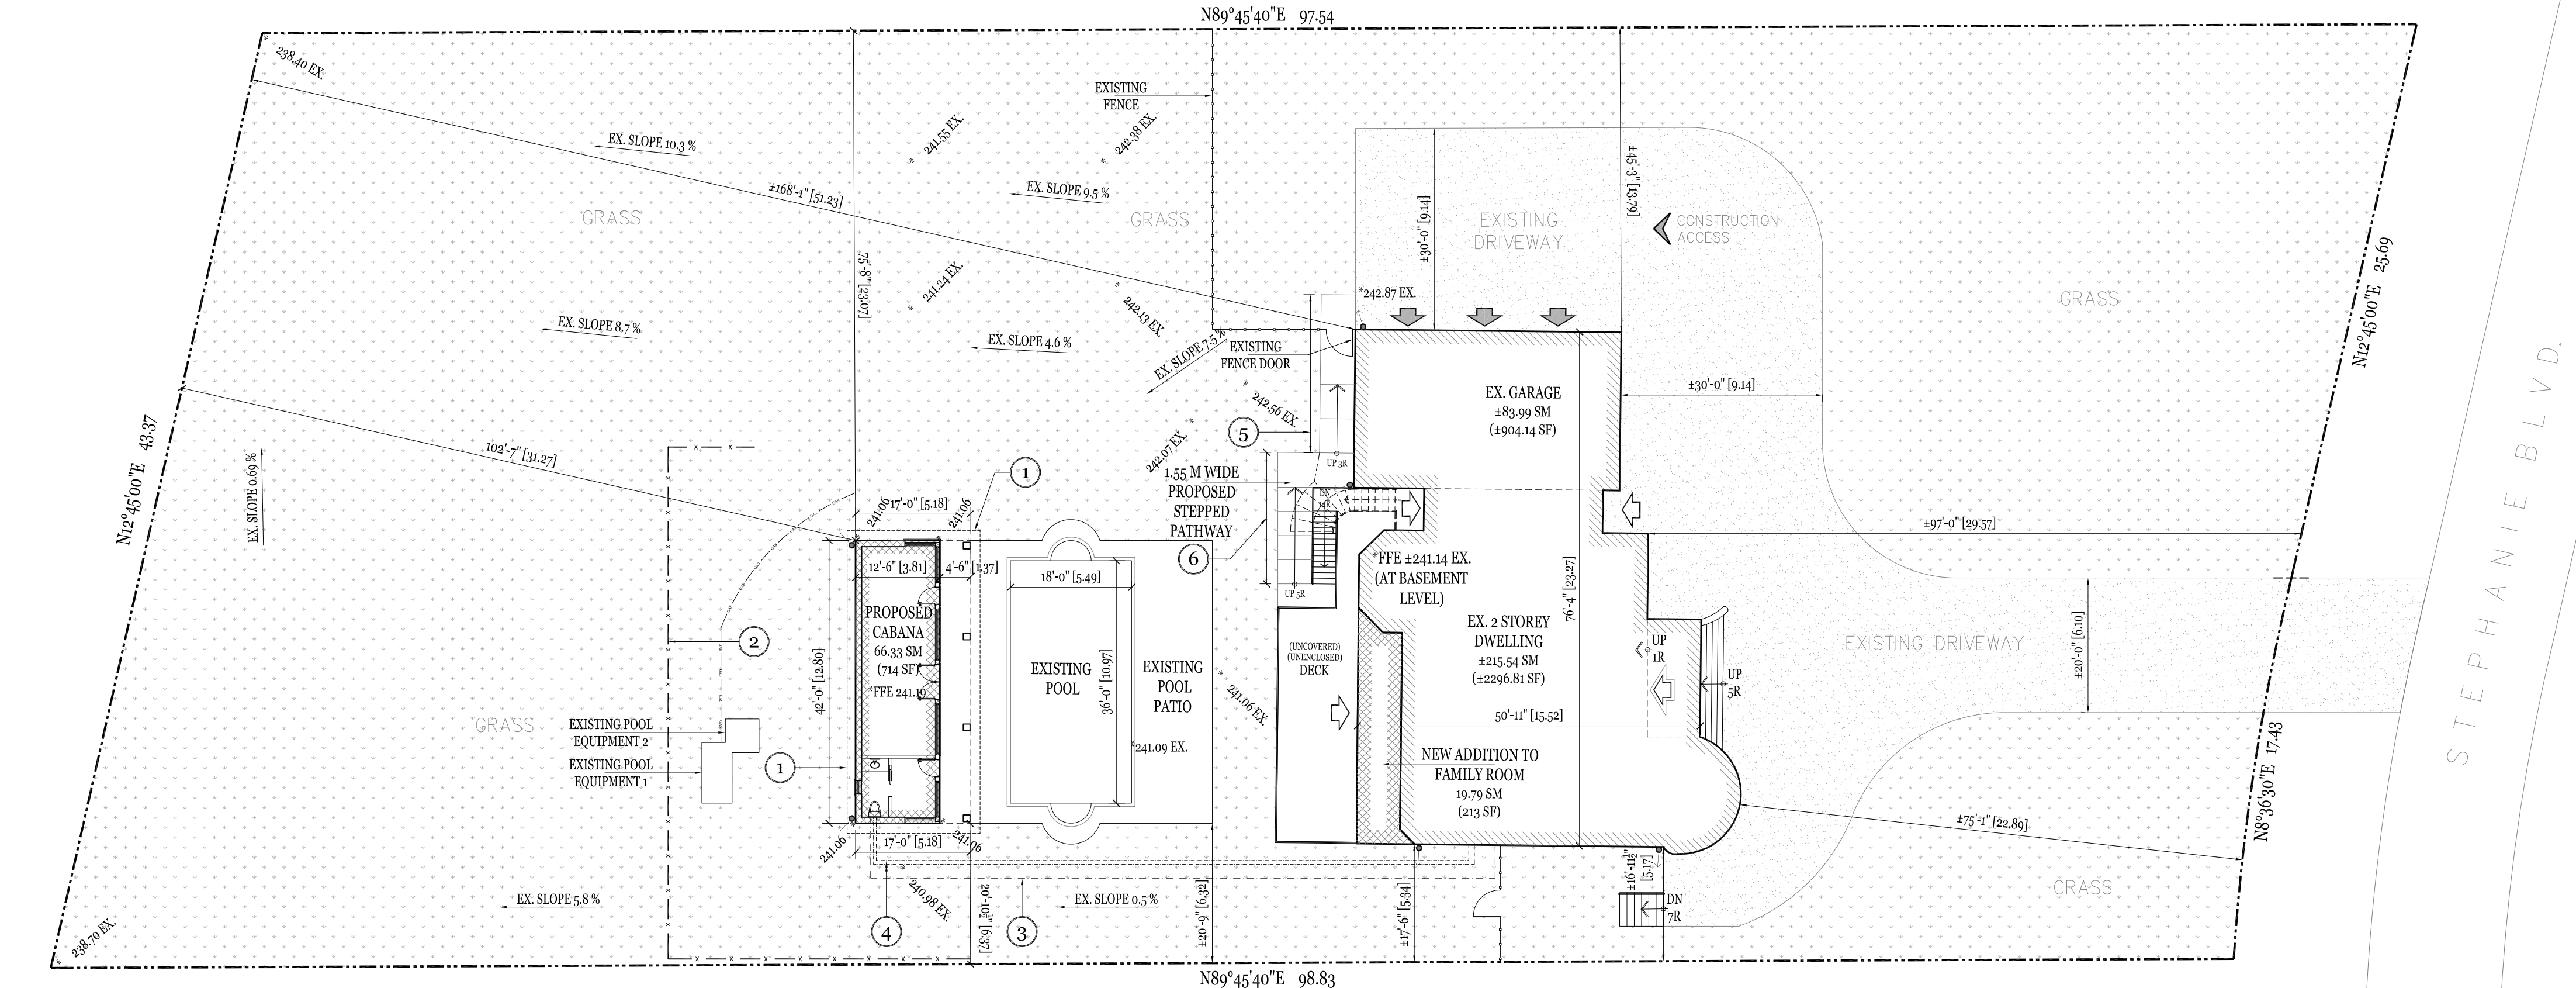 N89°45'40"E 97.54
238.40 EX.
EXISTING
FENCE
241.55 EX.
242.38 EX.
EX. SLOPE 10.3 %
±168'-1" [51.23]
EX. SLOPE 9.5 %
GRASS
GRASS
±30'-0" [9.14]
EXISTING
DRIVEWAY
±45'-3" [13.79]
CONSTRUCTION
ACCESS
N12°45'00"E 25.69
75'-8" [23.07]
241.24 EX.
242.13 EX.
*242.87 EX.
GRASS
EX. SLOPE 8.7 %
EX. SLOPE 4.6 %
EX. SLOPE 7.5 %
EXISTING
FENCE DOOR
EX. GARAGE
±83.99 SM
(±904.14 SF)
±30'-0" [9.14]
STEPHANIE BLVD.
N12°45'00"E 43.37
EX. SLOPE 0.69 %
102'-7" [31.27]
242.56 EX.
5
242.07 EX.
UP 3R
1.55 M WIDE
PROPOSED
STEPPED
PATHWAY
6
DN
14R
UP 5R
1
241.06
17'-0" [5.18]
241.06
±97'-0" [29.57]
12'-6" [3.81]
4'-6" [1.37]
18'-0" [5.49]
*FFE ±241.14 EX.
(AT BASEMENT
LEVEL)
76'-4" [23.27]
PROPOSED
CABANA
66.33 SM
(714 SF)
*FFE 241.19
2
42'-0" [12.80]
EXISTING
POOL
36'-0" [10.97]
EXISTING
POOL
PATIO
241.06 EX.
*241.09 EX.
(UNCOVERED)
(UNENCLOSED)
DECK
EX. 2 STOREY
DWELLING
±215.54 SM
(±2296.81 SF)
UP
1R
UP
5R
EXISTING DRIVEWAY
±20'-0" [6.10]
50'-11" [15.52]
GRASS
EXISTING POOL
EQUIPMENT 2
EXISTING POOL
EQUIPMENT 1
1
NEW ADDITION TO
FAMILY ROOM
19.79 SM
(213 SF)
±75'-1" [22.89]
N8°36'30"E 17.43
241.06
17'-0" [5.18]
241.06
240.98 EX.
EX. SLOPE 5.8 %
4
20'-10½" [6.37]
3
EX. SLOPE 0.5 %
±20'-9" [6.32]
±17'-6" [5.34]
±16'-11½"
[5.17]
DN
7R
GRASS
238.70 EX.
N89°45'40"E 98.83